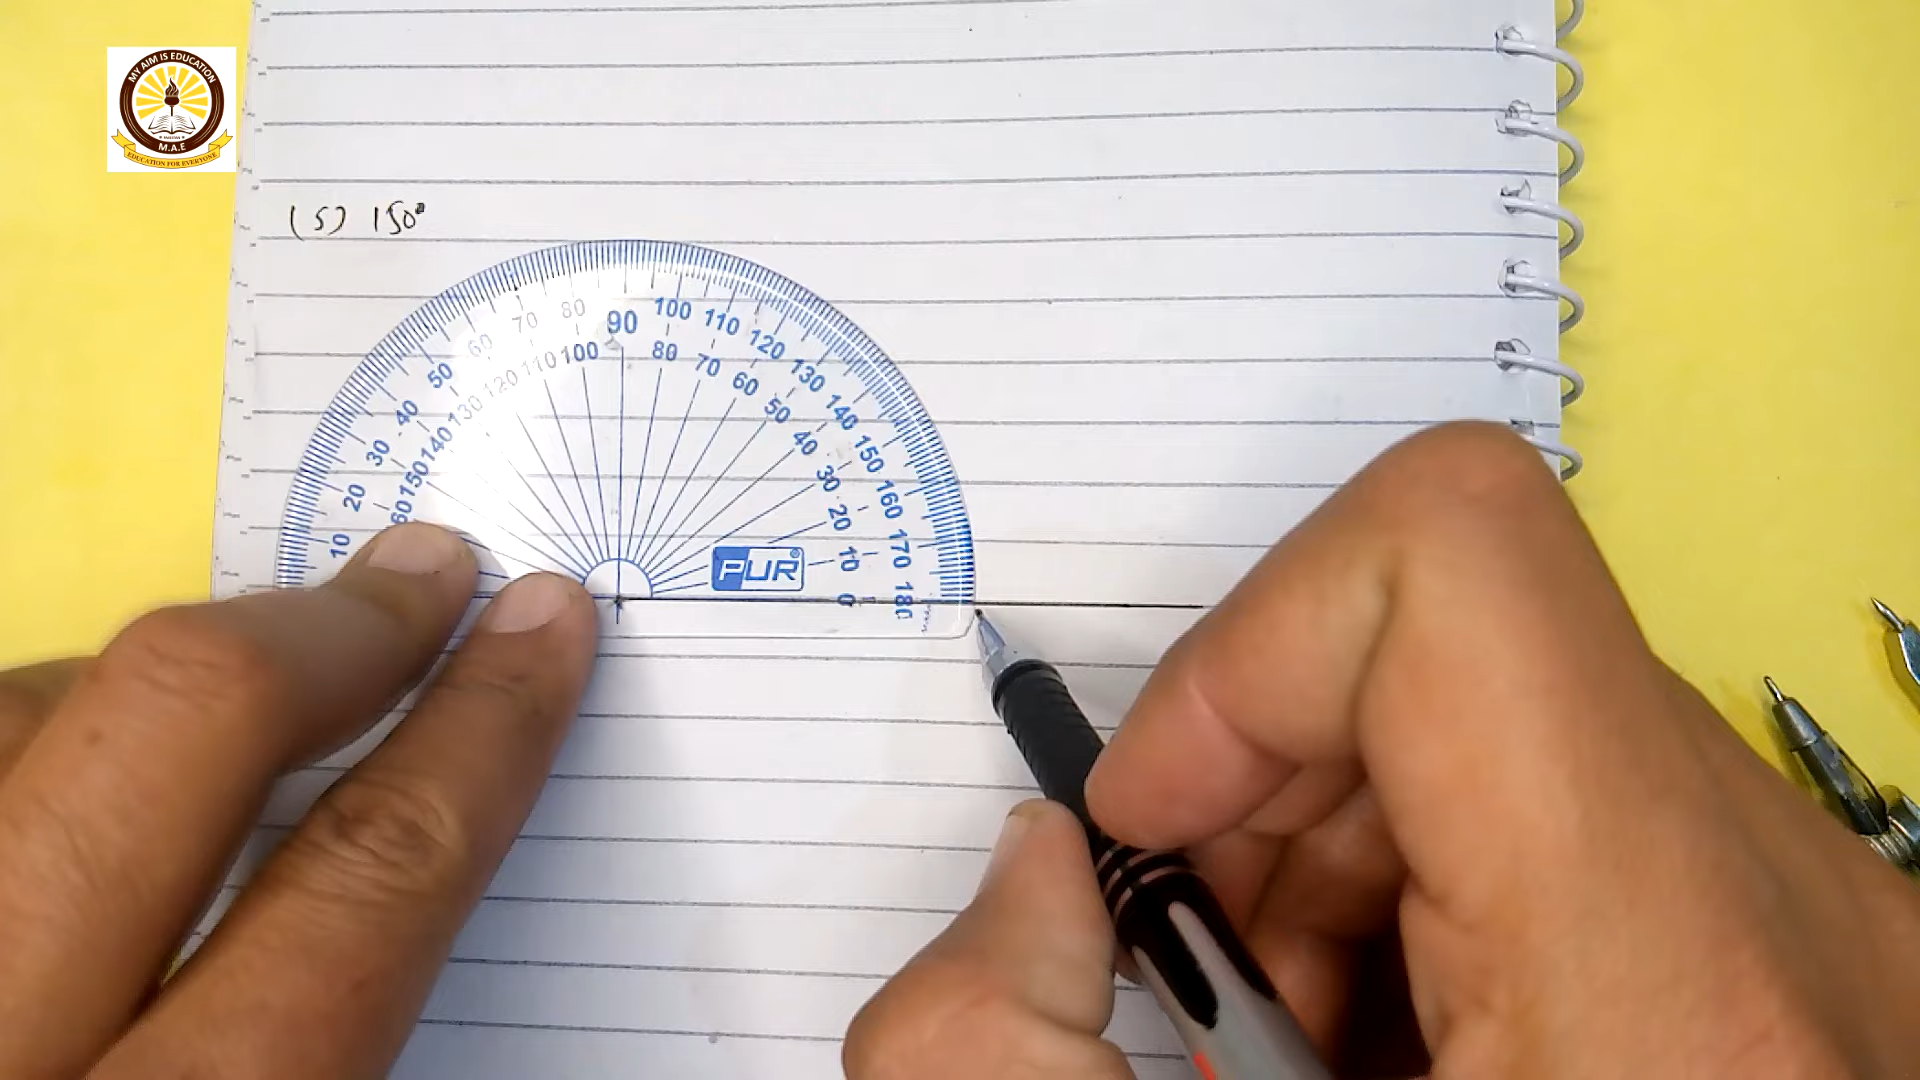 MY AIM IS EDUCATION
M.A.E
EDUCATION FOR EVERYONE
(5) 150°
10 20 30 40 50 60 70 80 90 100 110 120 130 140 150 160 170 180
60 150 140 130 120 110 100 80 70 60 50 40 30 20 10 0
PUR®